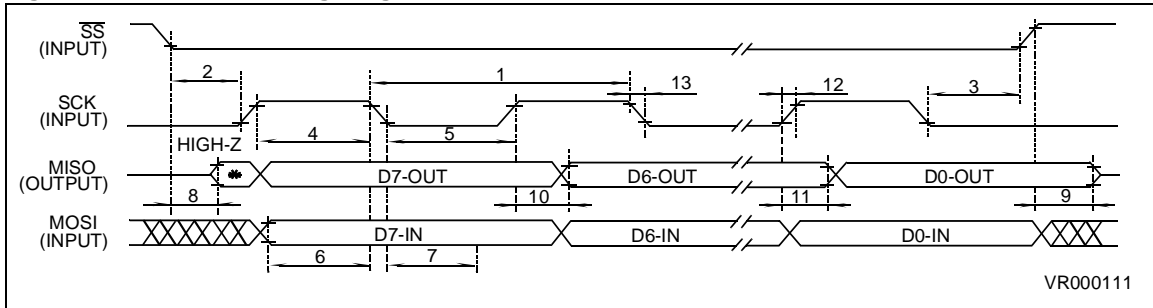 SS
(INPUT)
2
1
13
12
3
SCK
(INPUT)
4
5
HIGH-Z
MISO
(OUTPUT)
D7-OUT
D6-OUT
D0-OUT
8
10
11
9
MOSI
(INPUT)
D7-IN
D6-IN
D0-IN
6
7
VR000111